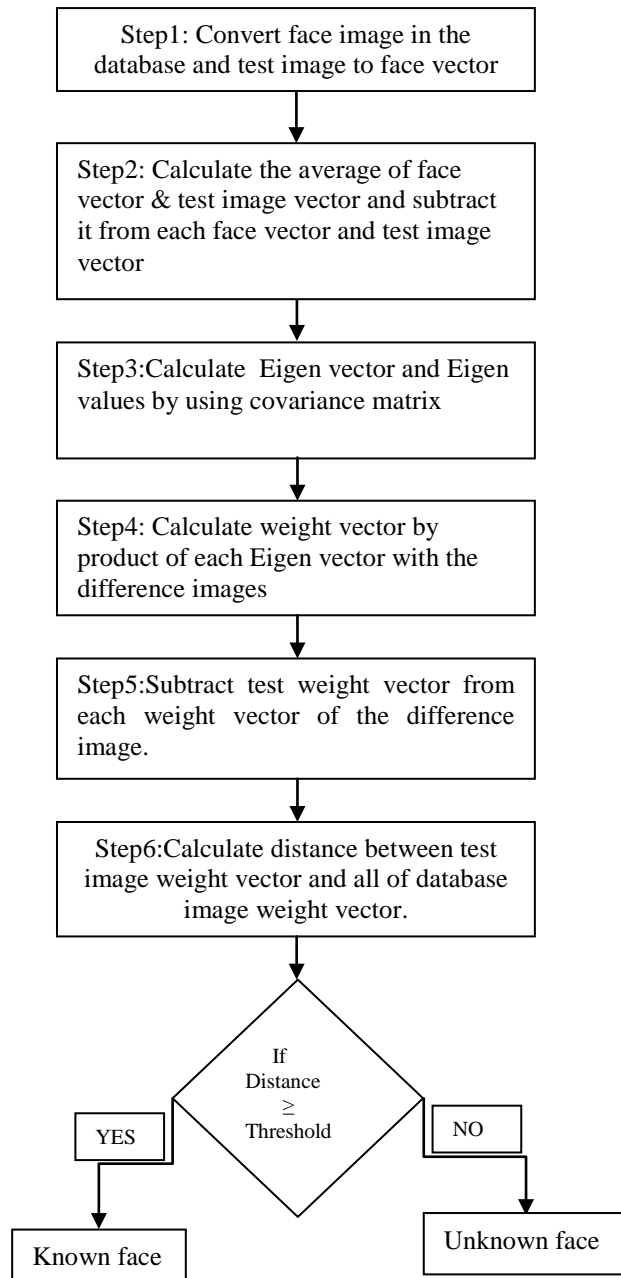 Step1: Convert face image in the
database and test image to face vector
Step2: Calculate the average of face
vector & test image vector and subtract
it from each face vector and test image
vector
Step3:Calculate Eigen vector and Eigen
values by using covariance matrix
Step4: Calculate weight vector by
product of each Eigen vector with the
difference images
Step5:Subtract test weight vector from
each weight vector of the difference
image.
Step6:Calculate distance between test
image weight vector and all of database
image weight vector.
If
Distance
≥
Threshold
YES
NO
Known face
Unknown face